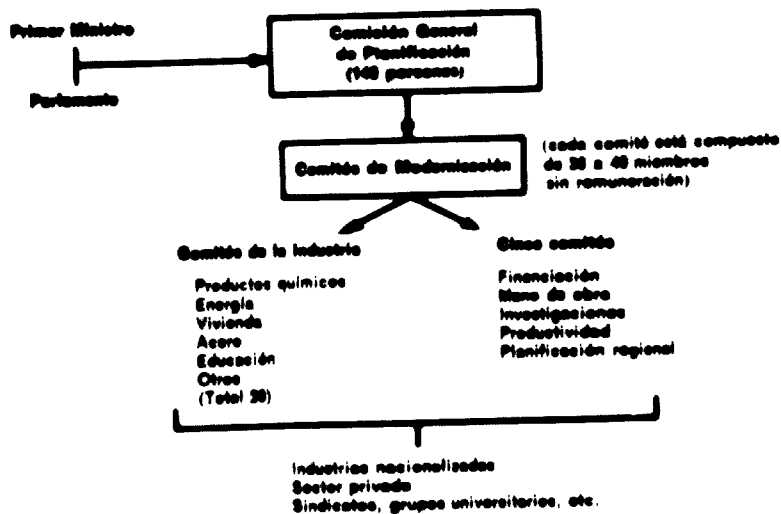 Primer Ministro
Parlamento
Comisión General
de Planificación
(140 personas)
Comités de Modernización
(cada comité está compuesto
de 30 a 40 miembros
sin remuneración)
Comités de la Industria
Productos químicos
Energía
Vivienda
Acero
Educación
Otros
(Total
Cinco comités
Financiación
Mano de obra
Investigaciones
Productividad
Planificación regional
Industrias nacionalizadas
Sector privado
Sindicatos, grupos universitarios, etc.